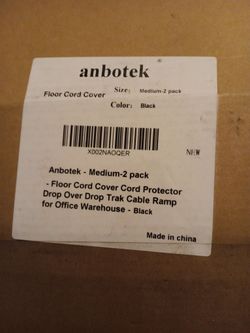 anbotek®
Floor Cord Cover Size: Medium-2 pack
Color: Black
X002NAOQER NEW
Anbotek - Medium-2 pack
- Floor Cord Cover Cord Protector
Drop Over Drop Trak Cable Ramp
for Office Warehouse - Black
Made in china